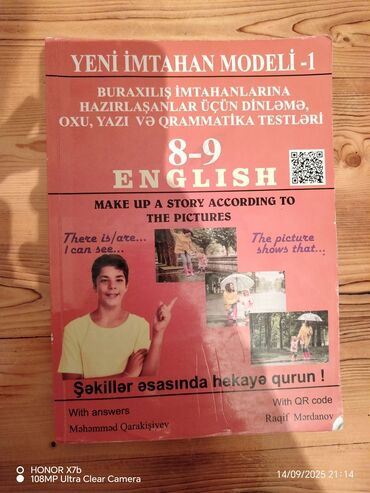 YENİ İMTAHAN MODELİ -1
BURAXILIŞ İMTAHANLARINA
HAZIRLAŞANLAR ÜÇÜN DİNLƏMƏ,
OXU, YAZI VƏ QRAMMATİKA TESTLƏRİ
8-9
ENGLISH
MAKE UP A STORY ACCORDING TO
THE PICTURES
There is/are...
I can see...
The picture
shows that...
Şəkillər əsasında hekayə qurun !
With answers
Məhəmməd Qarakişiyev
With QR code
Raqif Mərdanov
HONOR X7b
108MP Ultra Clear Camera
14/09/2025 21:14